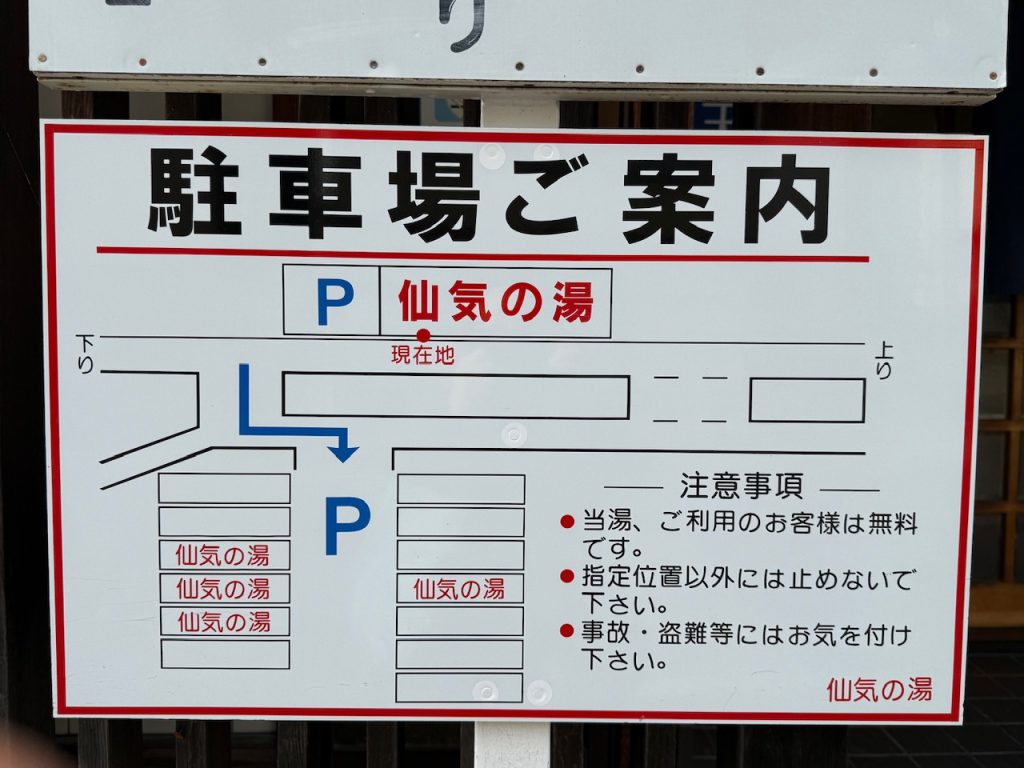 り
駐車場ご案内
P 仙気の湯
現在地
下り
上り
P
仙気の湯
仙気の湯
仙気の湯
仙気の湯
注意事項
●当湯、ご利用のお客様は無料
です。
●指定位置以外には止めないで
下さい。
●事故・盗難等にはお気を付け
下さい。
仙気の湯